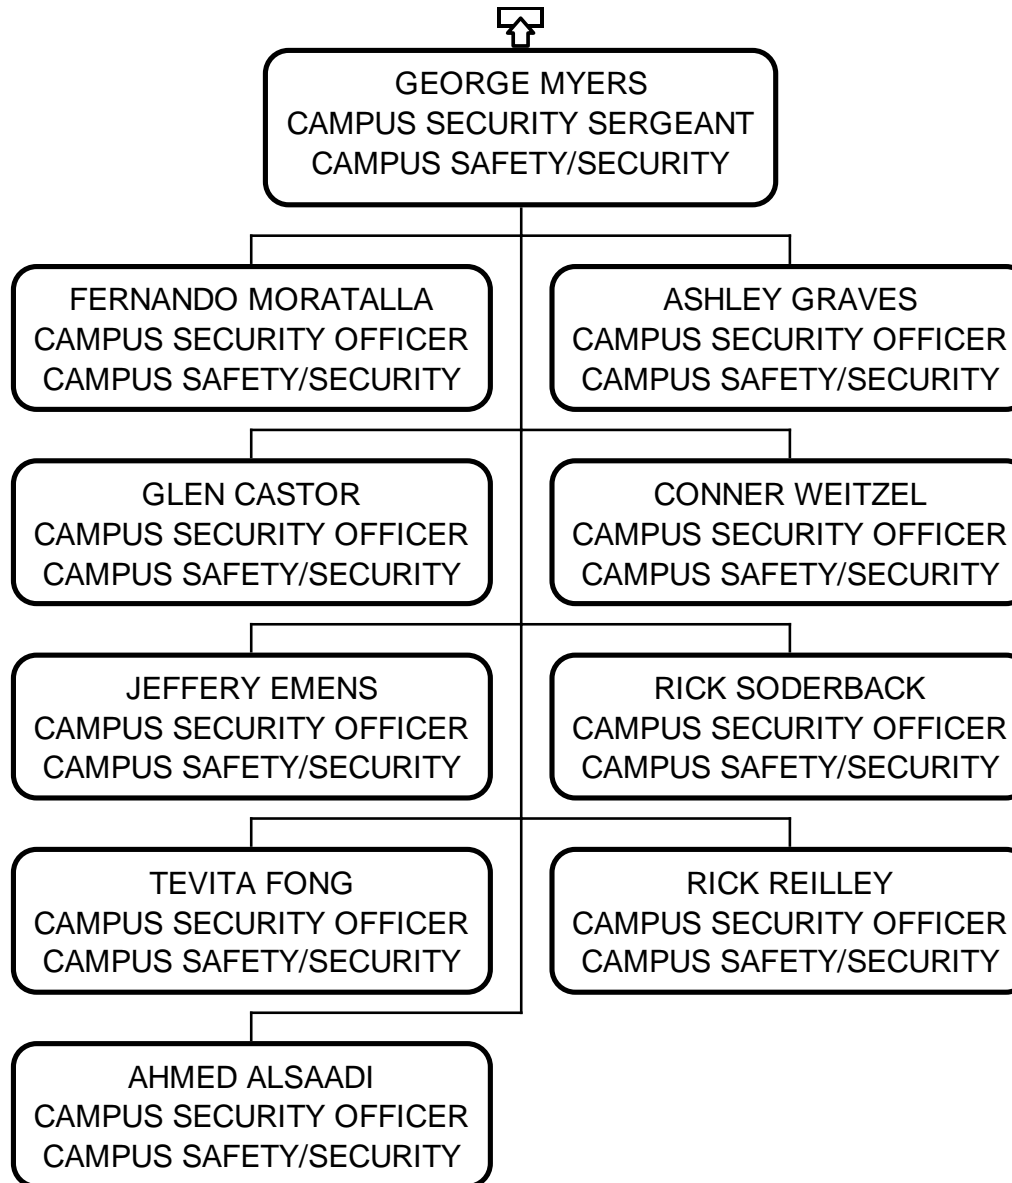 GEORGE MYERS
CAMPUS SECURITY SERGEANT
CAMPUS SAFETY/SECURITY
FERNANDO MORATALLA
CAMPUS SECURITY OFFICER
CAMPUS SAFETY/SECURITY
ASHLEY GRAVES
CAMPUS SECURITY OFFICER
CAMPUS SAFETY/SECURITY
GLEN CASTOR
CAMPUS SECURITY OFFICER
CAMPUS SAFETY/SECURITY
CONNER WEITZEL
CAMPUS SECURITY OFFICER
CAMPUS SAFETY/SECURITY
JEFFERY EMENS
CAMPUS SECURITY OFFICER
CAMPUS SAFETY/SECURITY
RICK SODERBACK
CAMPUS SECURITY OFFICER
CAMPUS SAFETY/SECURITY
TEVITA FONG
CAMPUS SECURITY OFFICER
CAMPUS SAFETY/SECURITY
RICK REILLEY
CAMPUS SECURITY OFFICER
CAMPUS SAFETY/SECURITY
AHMED ALSAADI
CAMPUS SECURITY OFFICER
CAMPUS SAFETY/SECURITY